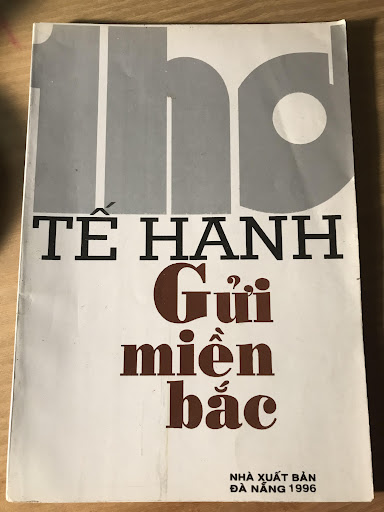 thơ
TẾ HANH
Gửi
miền
bắc
NHÀ XUẤT BẢN
ĐÀ NẴNG 1996